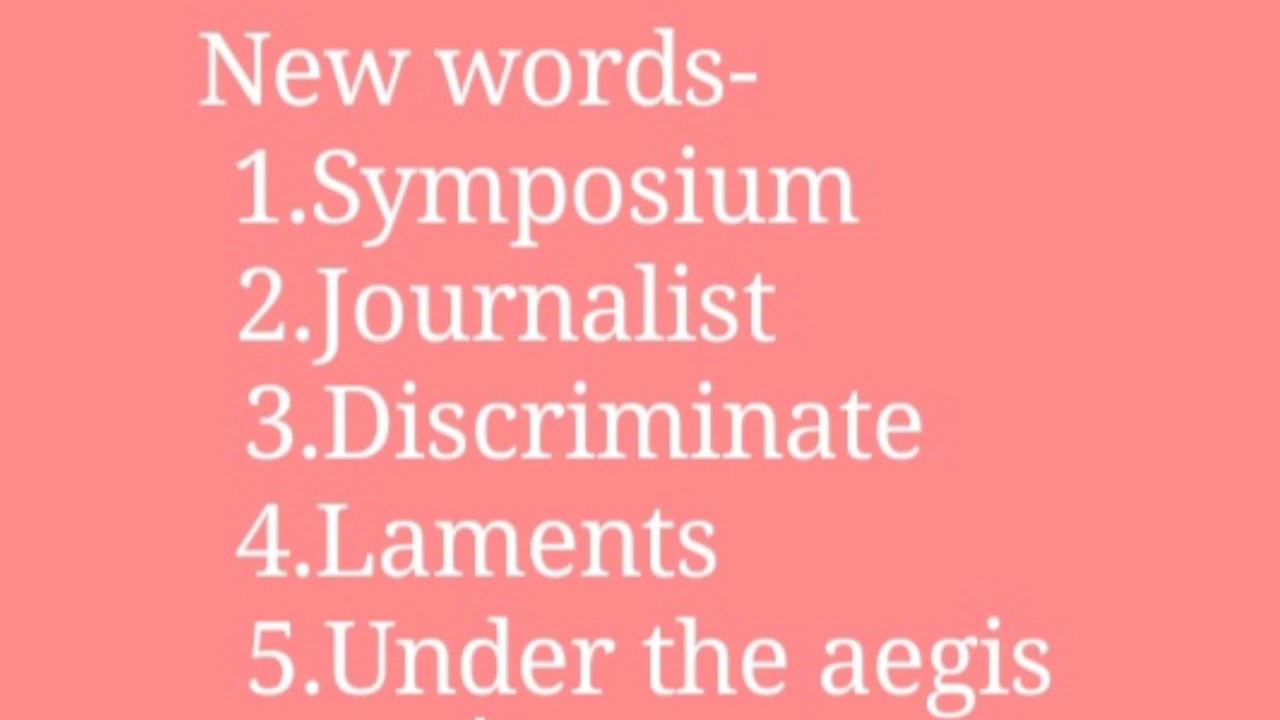 New words-
1.Symposium
2.Journalist
3.Discriminate
4.Laments
5.Under the aegis